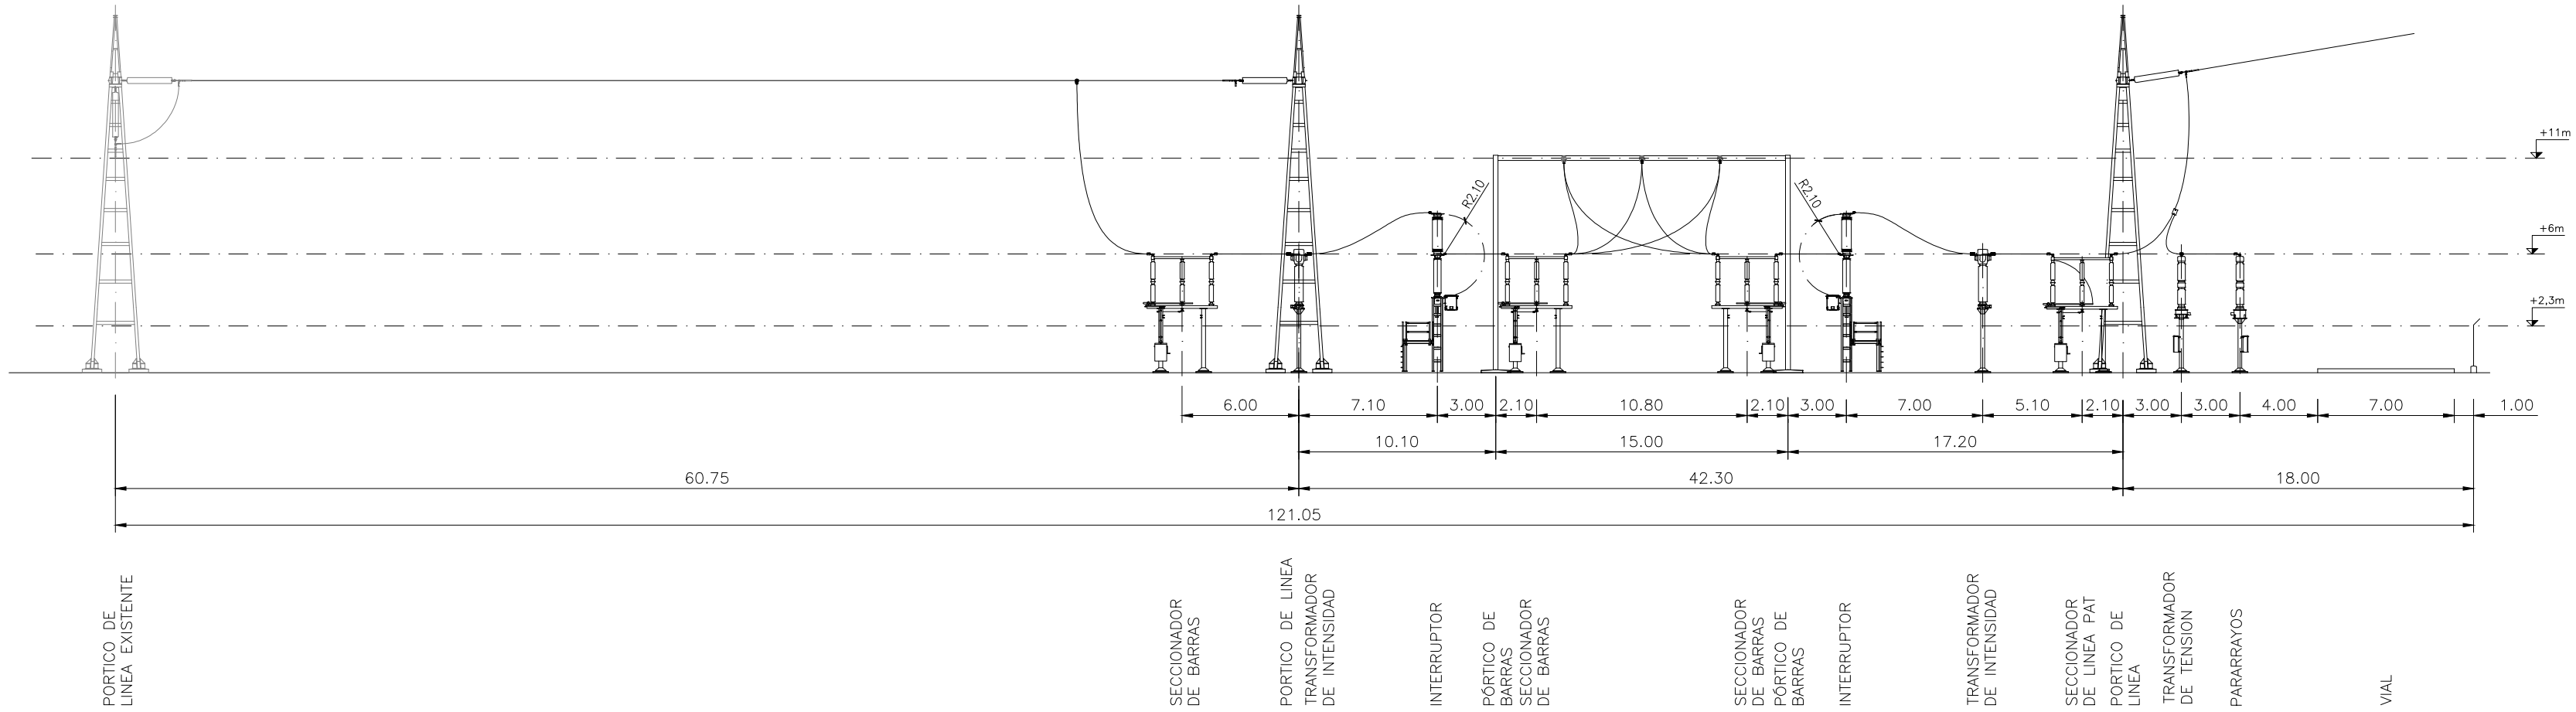 +11m
R2.10
R2.10
+6m
+2,3m
6.00
7.10
3.00
2.10
10.80
2.10
3.00
7.00
5.10
2.10
3.00
3.00
4.00
7.00
1.00
10.10
15.00
17.20
60.75
42.30
18.00
121.05
PORTICO DE
LINEA EXISTENTE
SECCIONADOR
DE BARRAS
PORTICO DE LINEA
TRANSFORMADOR
DE INTENSIDAD
INTERRUPTOR
PÓRTICO DE
BARRAS
SECCIONADOR
DE BARRAS
SECCIONADOR
DE BARRAS
PÓRTICO DE
BARRAS
INTERRUPTOR
TRANSFORMADOR
DE INTENSIDAD
SECCIONADOR
DE LINEA PAT
PORTICO DE
LINEA
TRANSFORMADOR
DE TENSION
PARARAYOS
VIAL